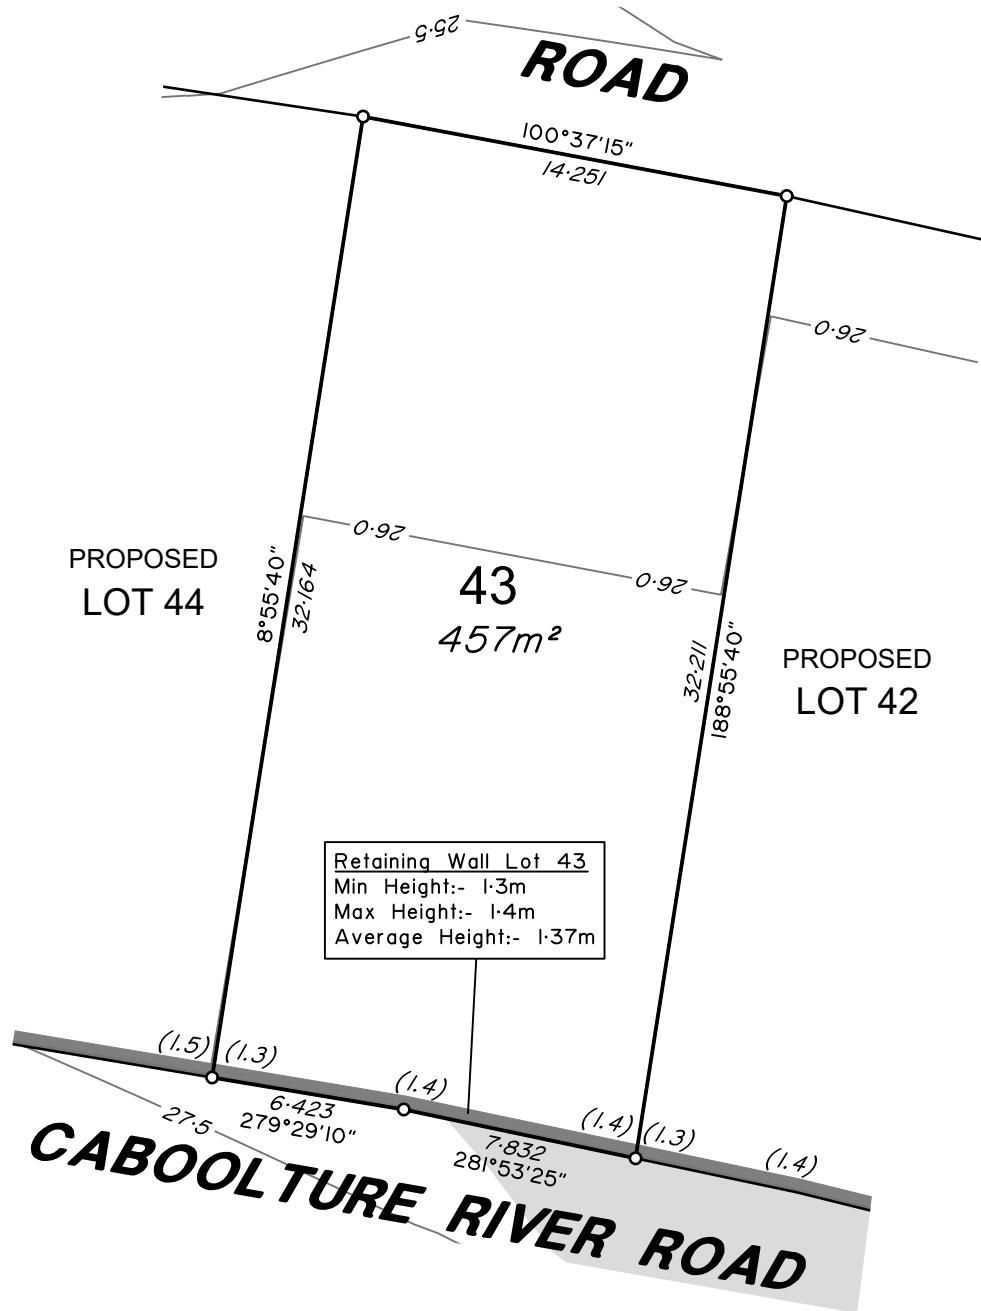 25·5
ROAD
100°37'15"
14·251
26·0
26·0
26·0
PROPOSED
LOT 44
8°55'40"
32·164
43
457m²
32·211
188°55'40"
PROPOSED
LOT 42
Retaining Wall Lot 43
Min Height:- 1·3m
Max Height:- 1·4m
Average Height:- 1·37m
(1.5)
(1.3)
(1.4)
(1.4)
(1.3)
(1.4)
6·423
279°29'10"
7·832
281°53'25"
27·5
CABOOLTURE RIVER ROAD